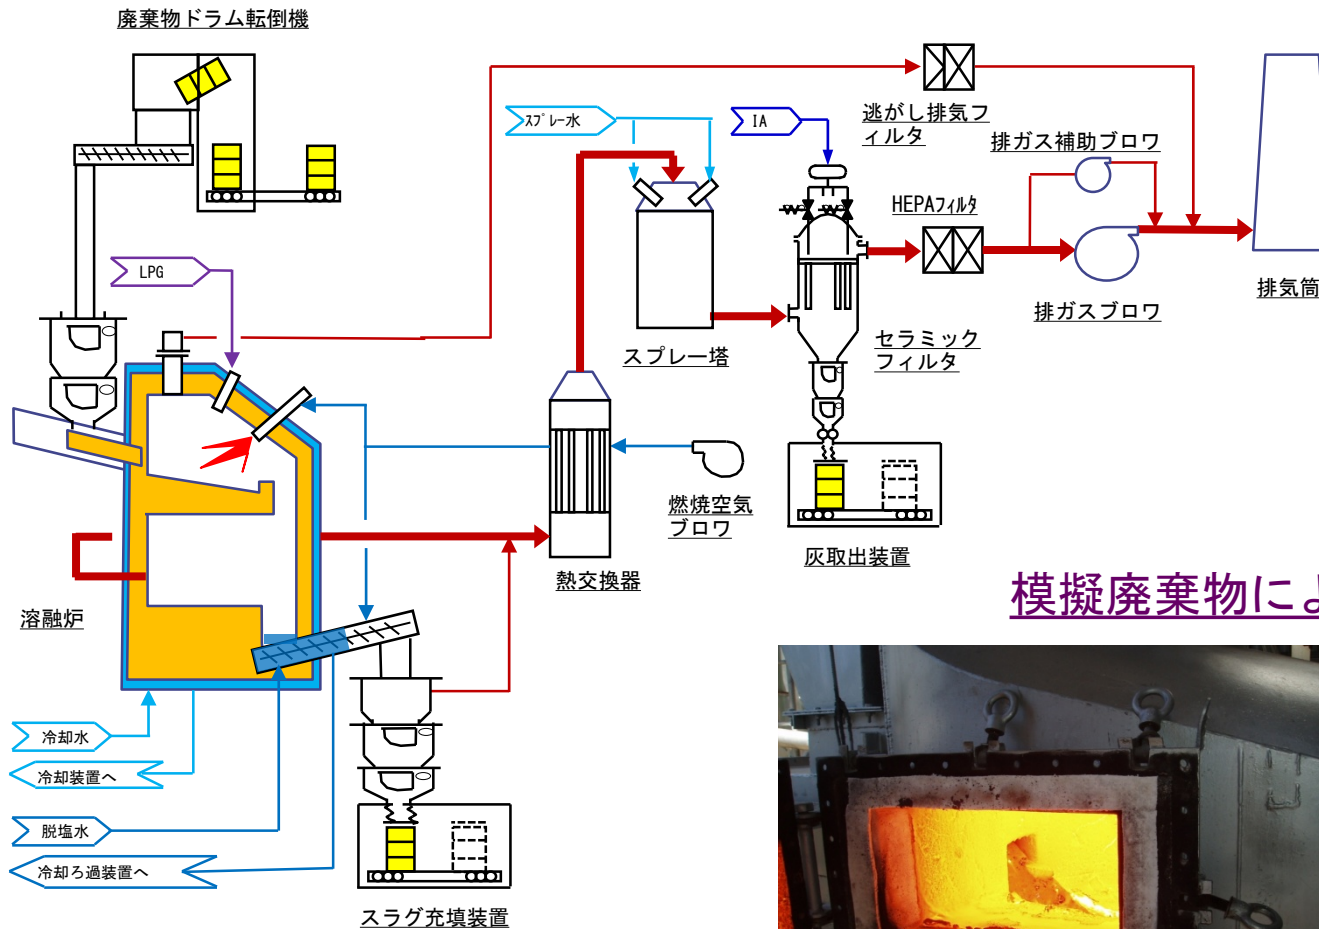 廃棄物ドラム転倒機
スプレー水
IA
逃がし排気フ
ィルタ
排ガス補助ブロワ
HEPAフィルタ
LPG
排気筒
排ガスブロワ
スプレー塔
セラミック
フィルタ
燃焼空気
ブロワ
灰取出装置
熱交換器
溶融炉
模擬廃棄物によ
冷却水
冷却装置へ
脱塩水
冷却ろ過装置へ
スラグ充填装置